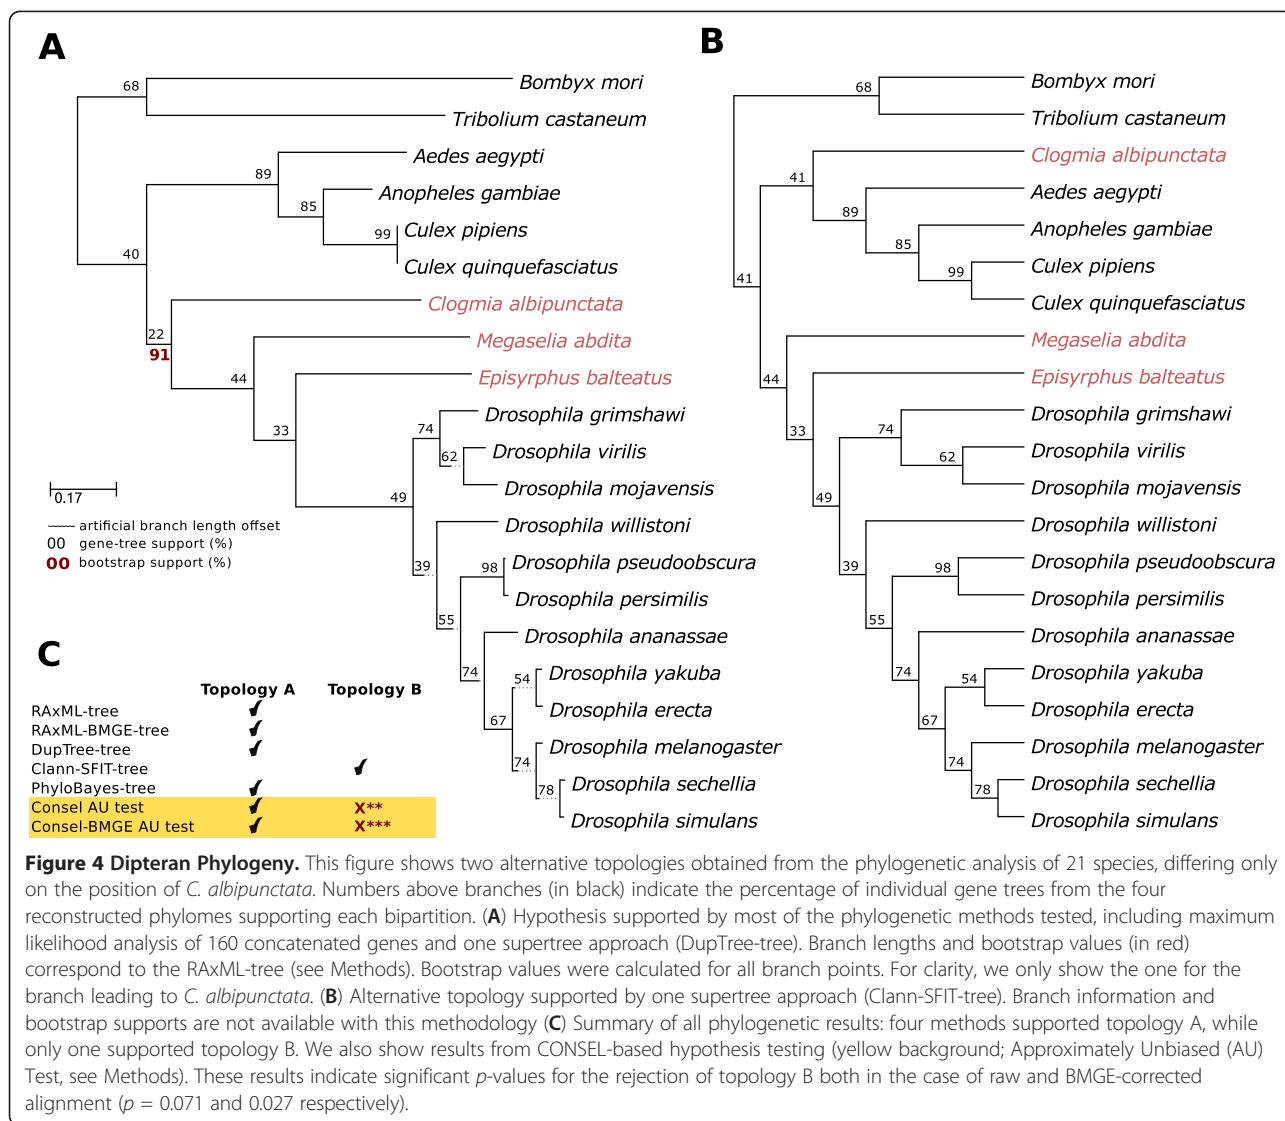 A
68
Bombyx mori
Tribolium castaneum
Aedes aegypti
89
Anopheles gambiae
85
Culex pipiens
99
Culex quinquefasciatus
40
Clogmia albipunctata
22
91
Megaselia abdita
44
Episyrphus balteatus
33
Drosophila grimshawi
74
Drosophila virilis
62
Drosophila mojavensis
49
Drosophila willistoni
39
Drosophila pseudoobscura
98
Drosophila persimilis
55
Drosophila ananassae
74
Drosophila yakuba
54
Drosophila erecta
67
Drosophila melanogaster
74
Drosophila sechellia
78
Drosophila simulans
0.17
artificial branch length offset
00 gene-tree support (%)
00 bootstrap support (%)
B
68
Bombyx mori
Tribolium castaneum
Clogmia albipunctata
41
Aedes aegypti
89
Anopheles gambiae
85
Culex pipiens
99
Culex quinquefasciatus
41
Megaselia abdita
44
Episyrphus balteatus
33
Drosophila grimshawi
74
Drosophila virilis
62
Drosophila mojavensis
49
Drosophila willistoni
39
Drosophila pseudoobscura
98
Drosophila persimilis
55
Drosophila ananassae
74
Drosophila yakuba
54
Drosophila erecta
67
Drosophila melanogaster
74
Drosophila sechellia
78
Drosophila simulans
C
Topology A Topology B
RAxML-tree ✓
RAxML-BMGE-tree ✓
DupTree-tree ✓
Clann-SFIT-tree ✓
PhyloBayes-tree ✓
Consel AU test ✓ X**
Consel-BMGE AU test ✓ X***
Figure 4 Dipteran Phylogeny. This figure shows two alternative topologies obtained from the phylogenetic analysis of 21 species, differing only
on the position of C. albipunctata. Numbers above branches (in black) indicate the percentage of individual gene trees from the four
reconstructed phylomes supporting each bipartition. (A) Hypothesis supported by most of the phylogenetic methods tested, including maximum
likelihood analysis of 160 concatenated genes and one supertree approach (DupTree-tree). Branch lengths and bootstrap values (in red)
correspond to the RAxML-tree (see Methods). Bootstrap values were calculated for all branch points. For clarity, we only show the one for the
branch leading to C. albipunctata. (B) Alternative topology supported by one supertree approach (Clann-SFIT-tree). Branch information and
bootstrap supports are not available with this methodology (C) Summary of all phylogenetic results: four methods supported topology A, while
only one supported topology B. We also show results from CONSEL-based hypothesis testing (yellow background; Approximately Unbiased (AU)
Test, see Methods). These results indicate significant p-values for the rejection of topology B both in the case of raw and BMGE-corrected
alignment (p = 0.071 and 0.027 respectively).